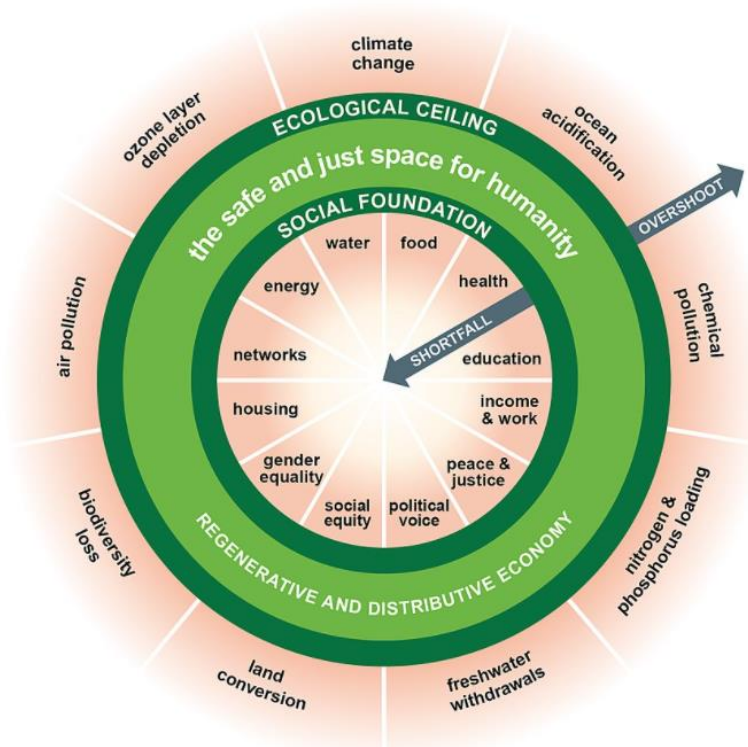 climate
change
ocean
acidification
chemical
pollution
nitrogen &
phosphorus loading
freshwater
withdrawals
land
conversion
biodiversity
loss
air pollution
ozone layer
depletion
OVERSHOOT
ECOLOGICAL CEILING
the safe and just space for humanity
SOCIAL FOUNDATION
water
food
health
SHORTFALL
education
income
& work
peace &
justice
political
voice
social
equity
gender
equality
housing
networks
energy
REGENERATIVE AND DISTRIBUTIVE ECONOMY